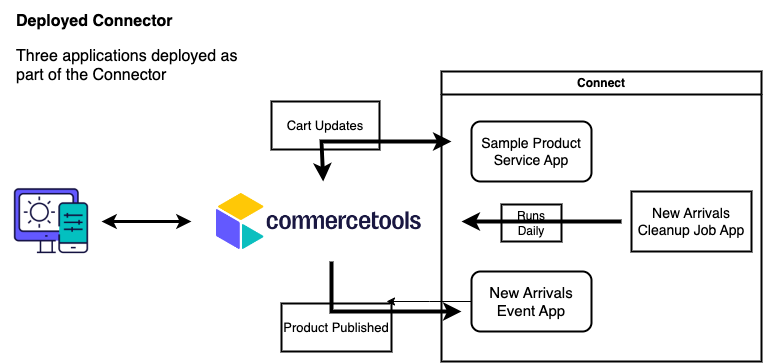 Deployed Connector
Three applications deployed as
part of the Connector
Connect
Cart Updates
Sample Product
Service App
commercetools
Runs
Daily
New Arrivals
Cleanup Job App
New Arrivals
Event App
Product Published